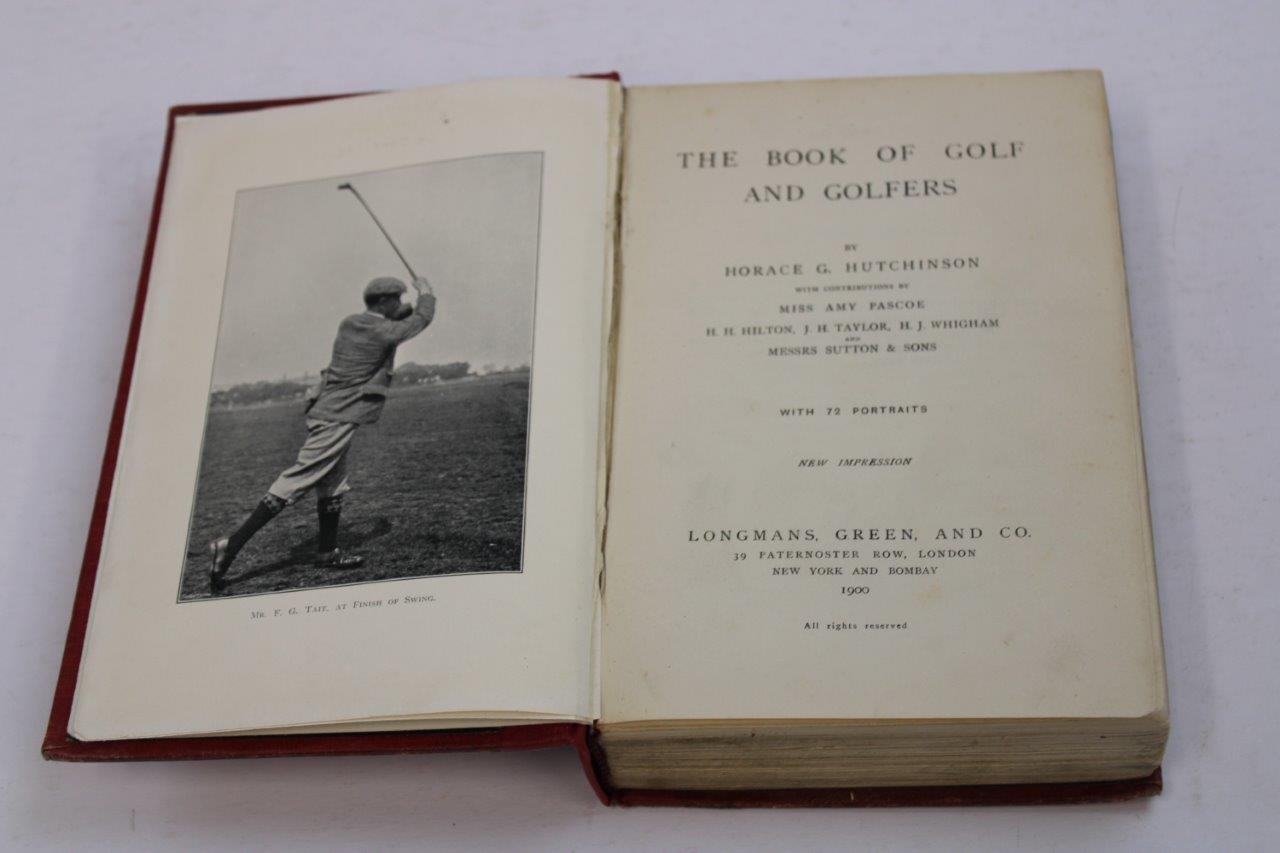 MR. F. G. TAIT, AT FINISH OF SWING.
THE BOOK OF GOLF
AND GOLFERS
BY
HORACE G. HUTCHINSON
WITH CONTRIBUTIONS BY
MISS AMY PASCOE
H. H. HILTON, J. H. TAYLOR, H. J. WHIGHAM
AND
MESSRS SUTTON & SONS
WITH 72 PORTRAITS
NEW IMPRESSION
LONGMANS, GREEN, AND CO.
39 PATERNOSTER ROW, LONDON
NEW YORK AND BOMBAY
1900
All rights reserved